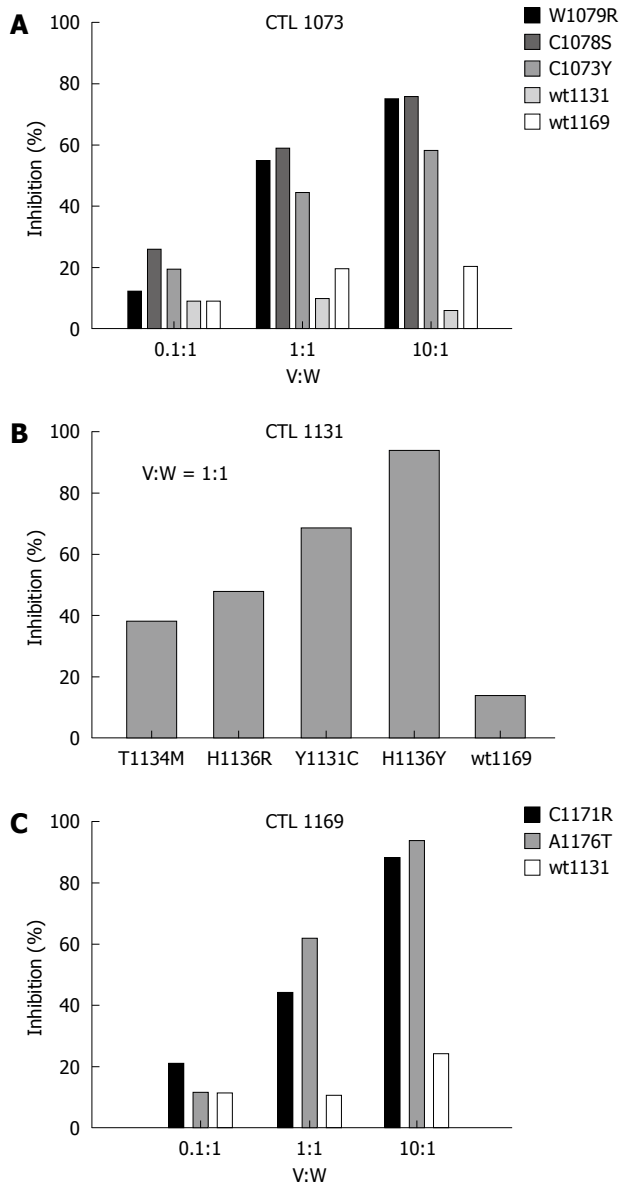 A
CTL 1073
W1079R
C1078S
C1073Y
wt1131
wt1169
Inhibition (%)
100
80
60
40
20
0
0.1:1 1:1 10:1
V:W
B
CTL 1131
V:W = 1:1
Inhibition (%)
100
80
60
40
20
0
T1134M H1136R Y1131C H1136Y wt1169
C
CTL 1169
C1171R
A1176T
wt1131
Inhibition (%)
100
80
60
40
20
0
0.1:1 1:1 10:1
V:W